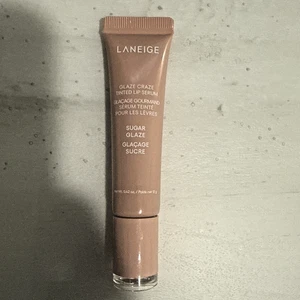 LANEIGE
GLAZE CRAZE
TINTED LIP SERUM
GLAÇAGE GOURMAND
SÉRUM TEINTÉ
POUR LES LÈVRES
SUGAR
GLAZE
GLAÇAGE
SUCRE